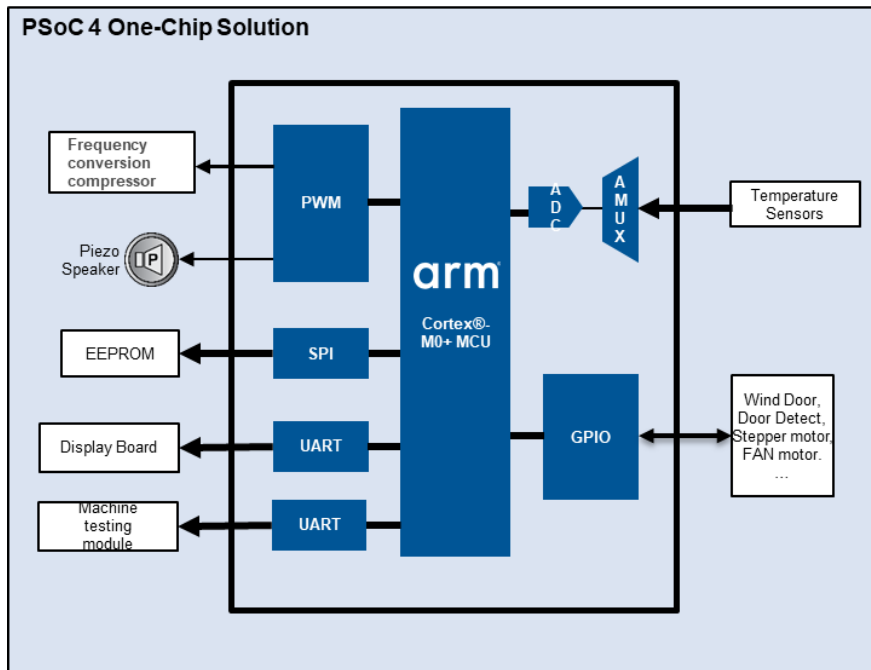 PSoC 4 One-Chip Solution
Frequency
conversion
compressor
Piezo
Speaker
P
EEPROM
Display Board
Machine
testing
module
PWM
SPI
UART
UART
arm®
Cortex®-
M0+ MCU
A
D
C
A
M
U
X
GPIO
Temperature
Sensors
Wind Door,
Door Detect,
Stepper motor,
FAN motor.
...